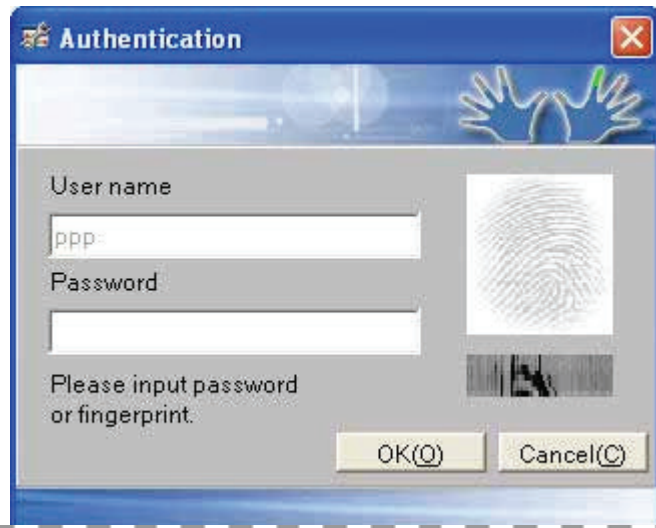 Authentication
User name
ppp
Password
Please input password
or fingerprint.
OK(O) Cancel(C)